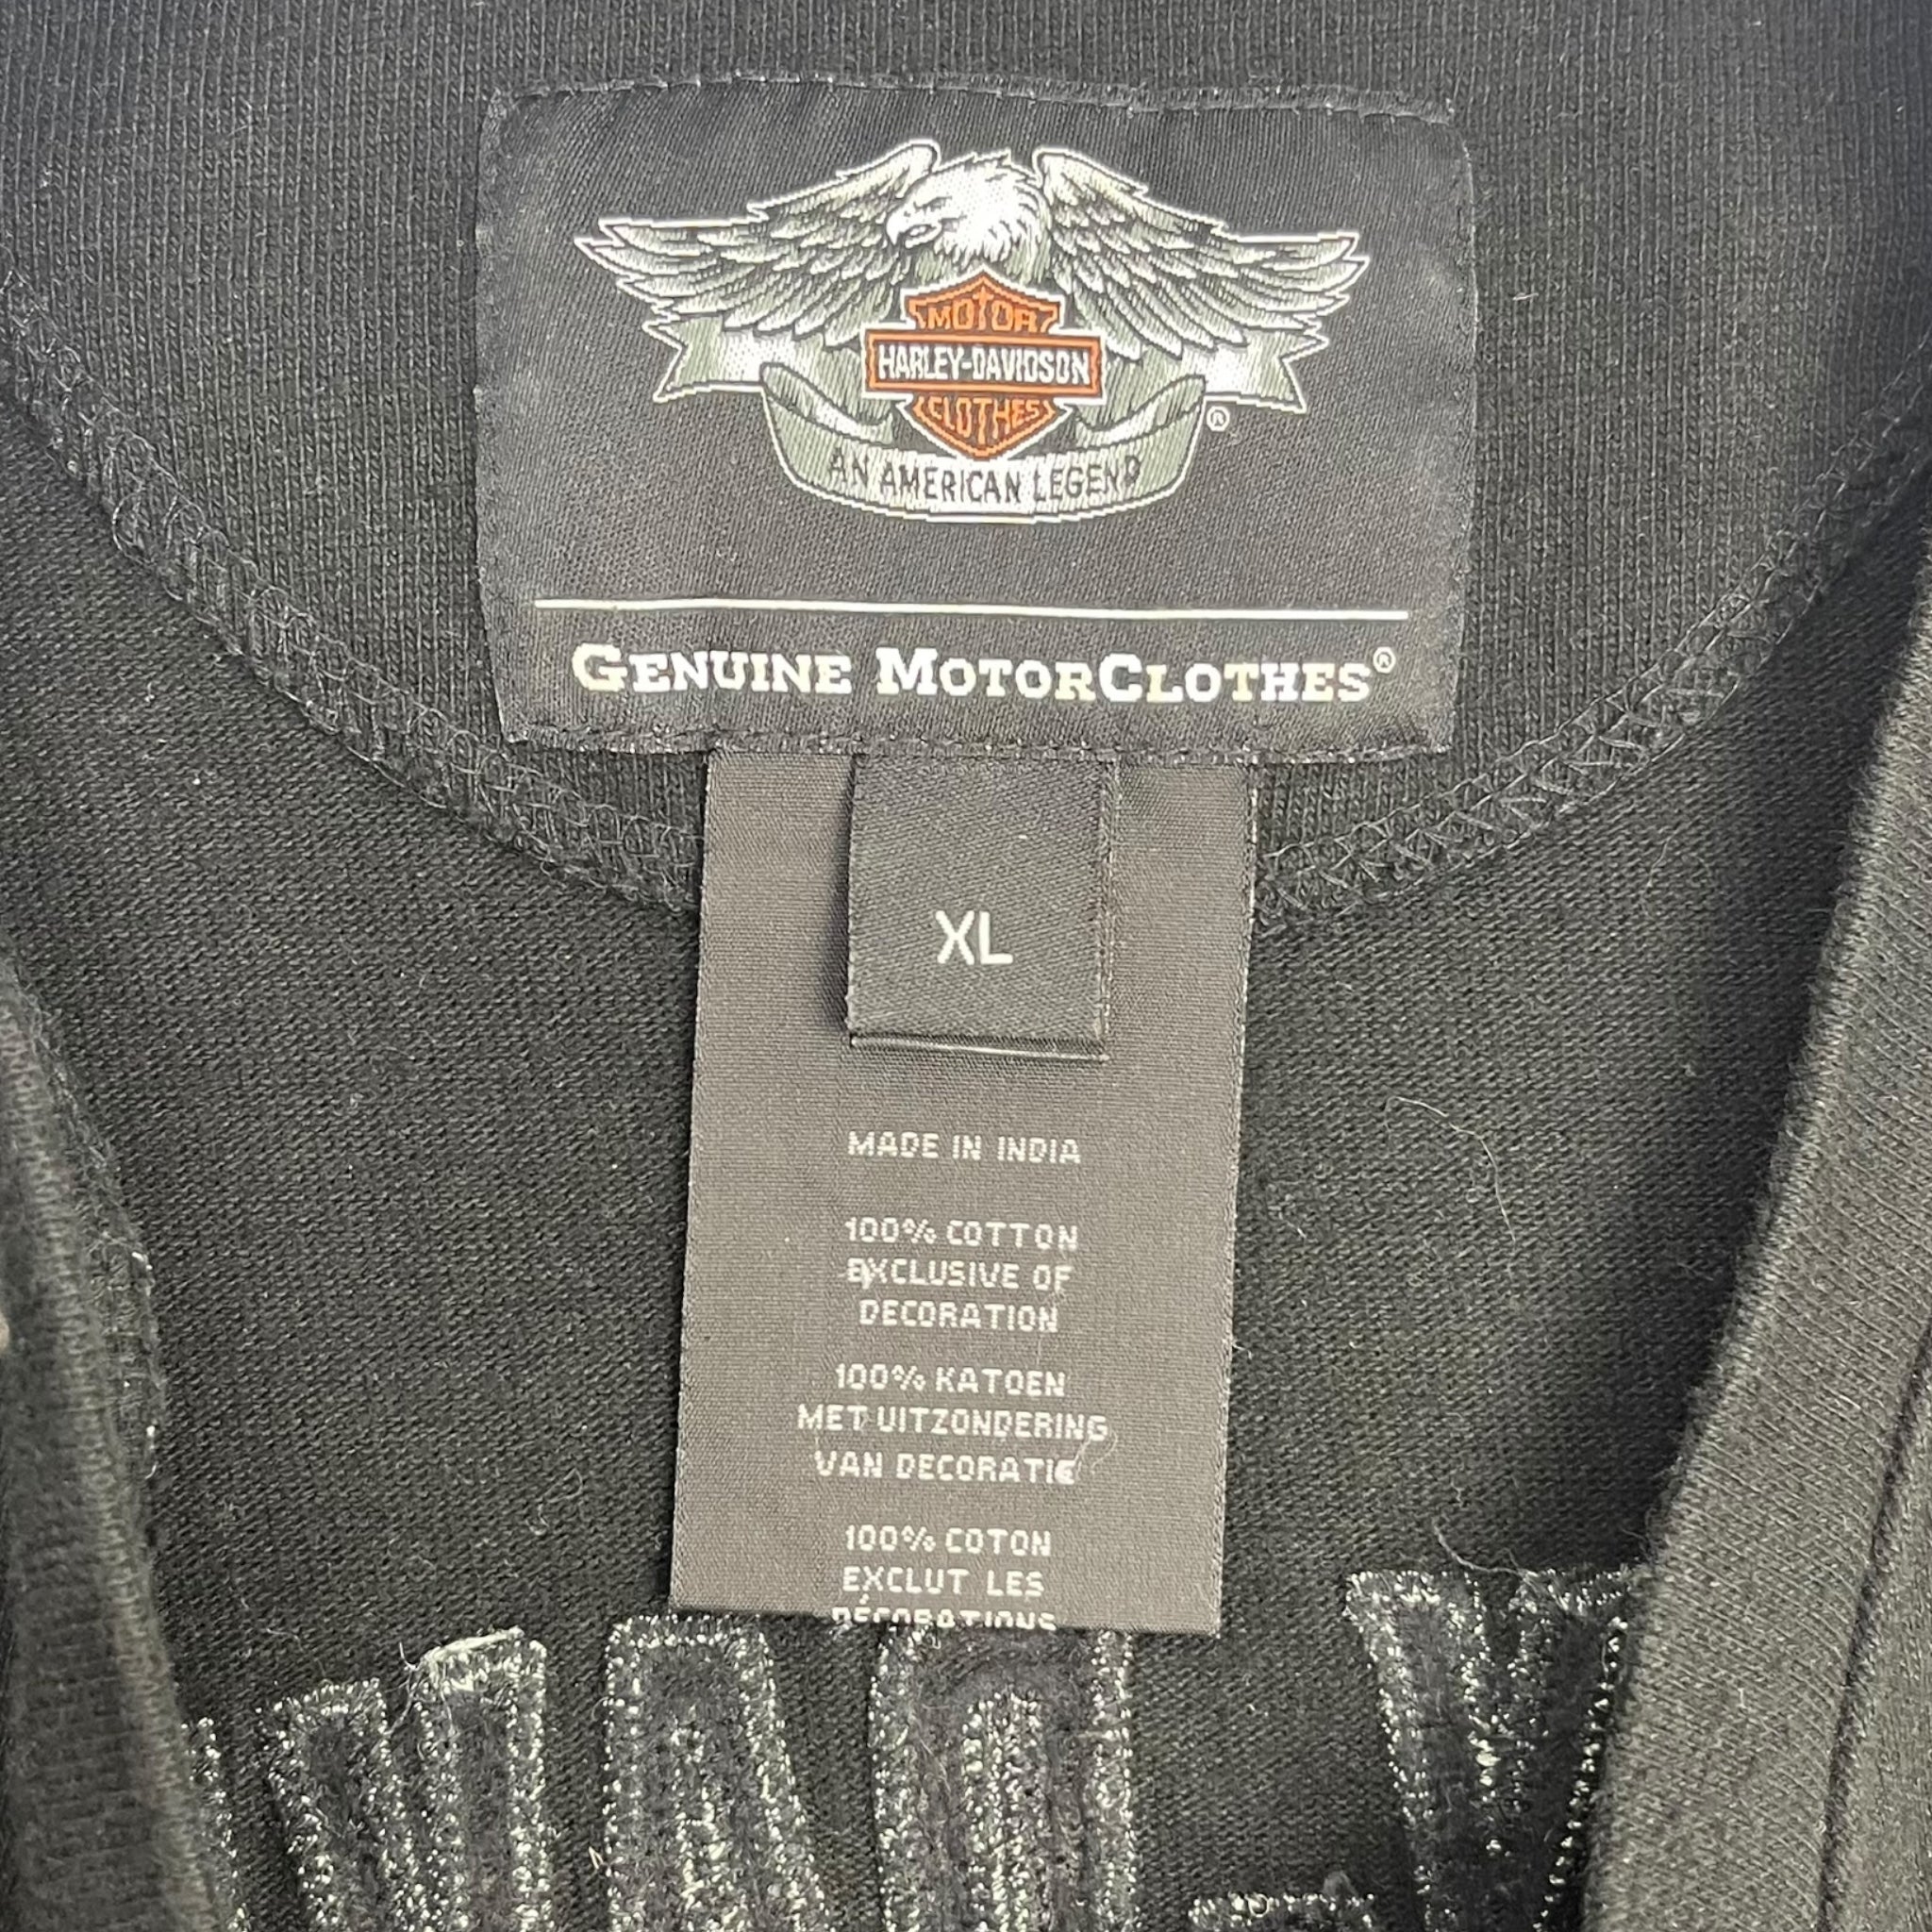 MOTOR
HARLEY-DAVIDSON
CLOTHES
®
AN AMERICAN LEGEND
GENUINE MOTORCLOTHES®
XL
MADE IN INDIA
100% COTTON
EXCLUSIVE OF
DECORATION
100% KATOEN
MET UITZONDERING
VAN DECORATIE
100% COTON
EXCLUT LES
DÉCORATIONS